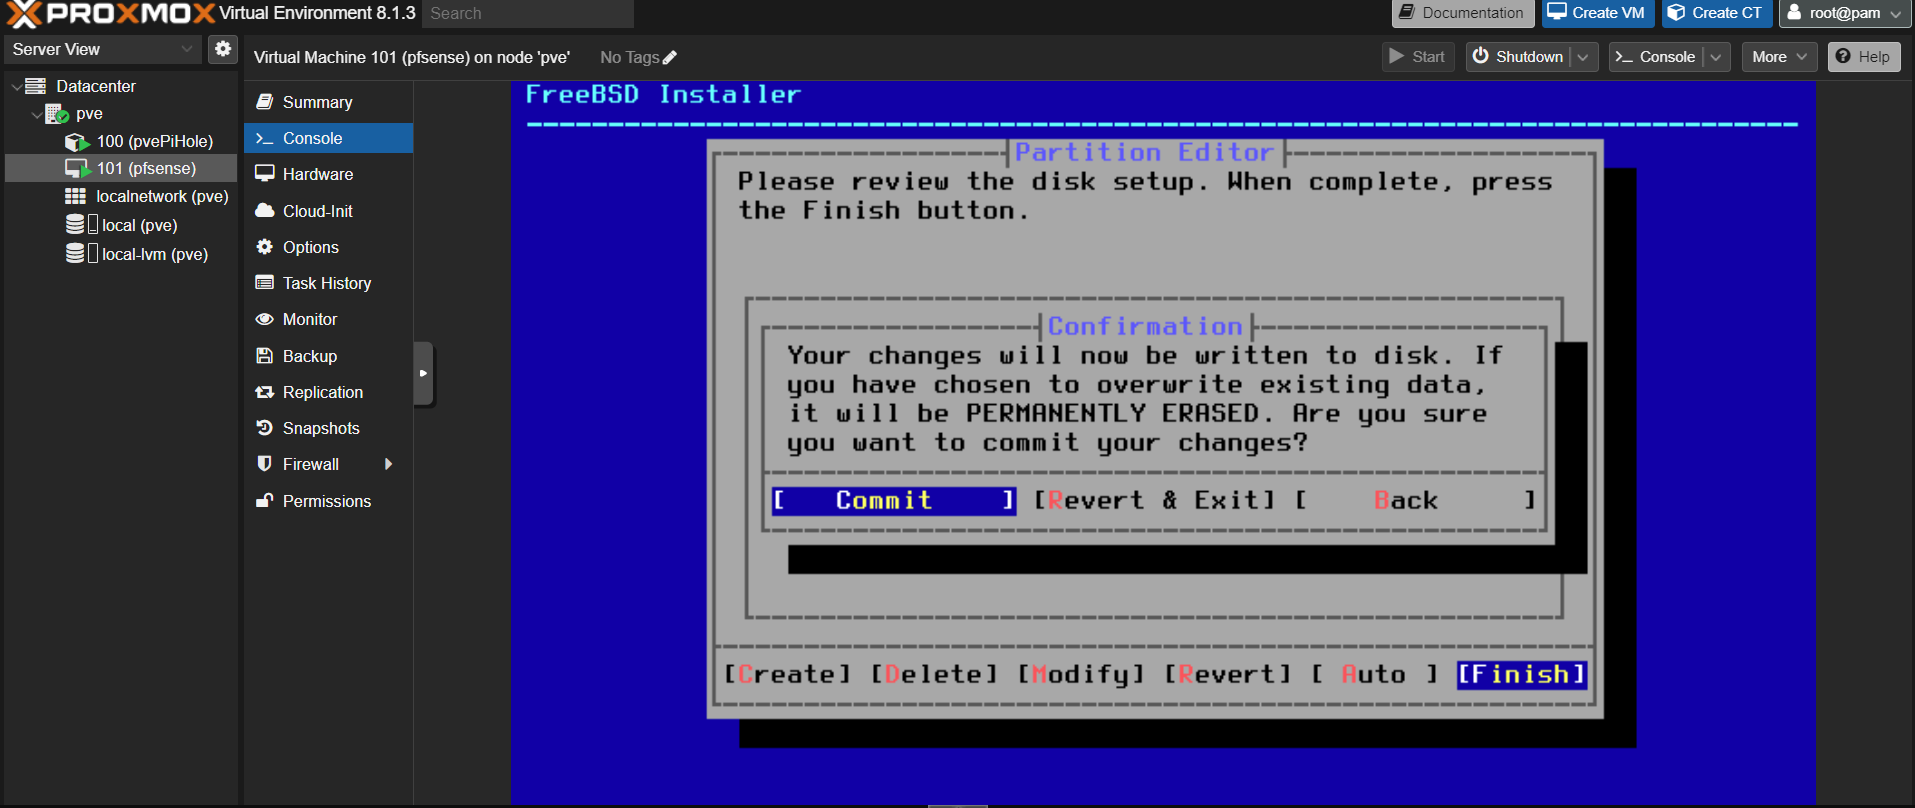 PROXMOX Virtual Environment 8.1.3 Search Documentation Create VM Create CT root@pam
Server View
Virtual Machine 101 (pfsense) on node 'pve' No Tags Start Shutdown Console More Help
Datacenter
pve
100 (pvePiHole)
101 (pfsense)
localnetwork (pve)
local (pve)
local-lvm (pve)
Summary
Console
Hardware
Cloud-Init
Options
Task History
Monitor
Backup
Replication
Snapshots
Firewall
Permissions
FreeBSD Installer
Partition Editor
Please review the disk setup. When complete, press
the Finish button.
Confirmation
Your changes will now be written to disk. If
you have chosen to overwrite existing data,
it will be PERMANENTLY ERASED. Are you sure
you want to commit your changes?
[ Commit ] [Revert & Exit] [ Back ]
[Create] [Delete] [Modify] [Revert] [ Auto ] [Finish]